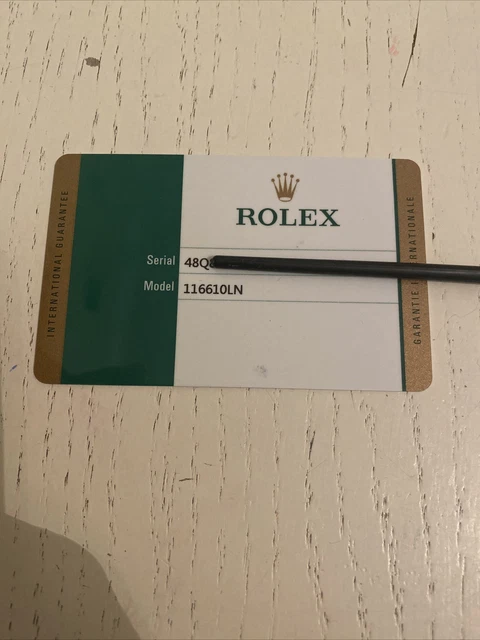 INTERNATIONAL GUARANTEE
ROLEX
Serial 48Q
Model 116610LN
GARANTIE INTERNATIONALE